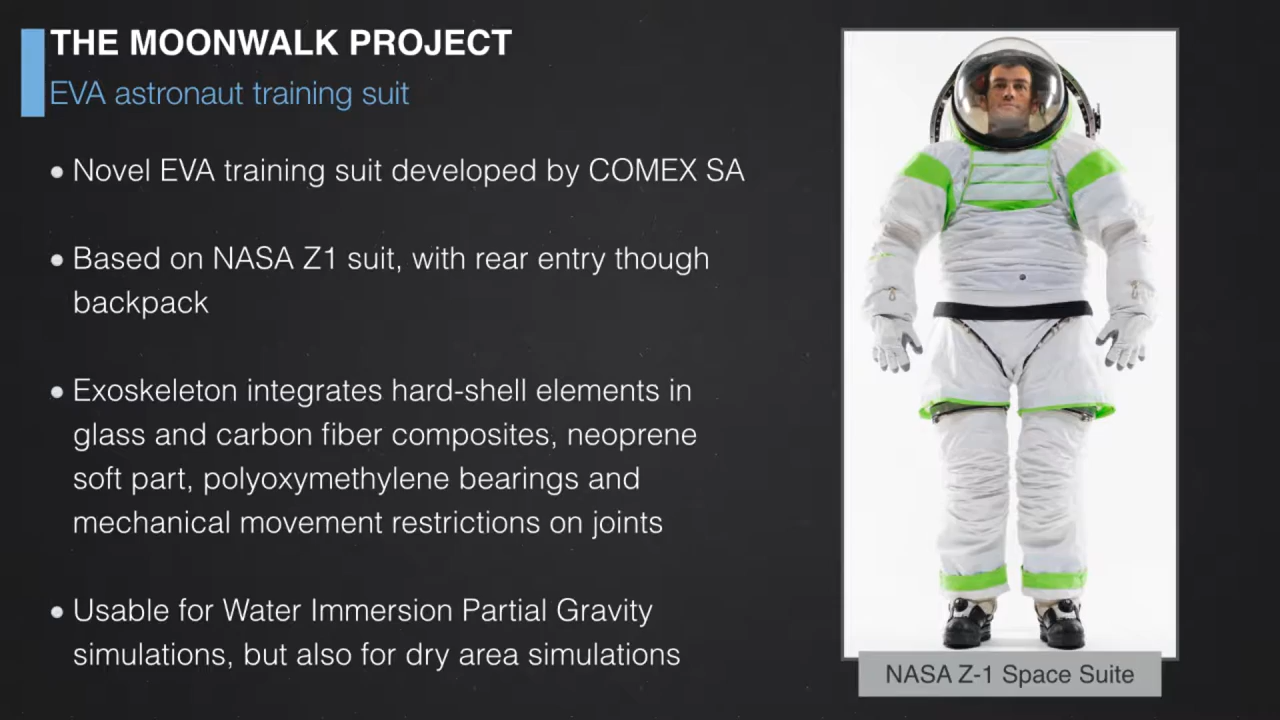 THE MOONWALK PROJECT
EVA astronaut training suit
• Novel EVA training suit developed by COMEX SA
• Based on NASA Z1 suit, with rear entry though
backpack
• Exoskeleton integrates hard-shell elements in
glass and carbon fiber composites, neoprene
soft part, polyoxymethylene bearings and
mechanical movement restrictions on joints
• Usable for Water Immersion Partial Gravity
simulations, but also for dry area simulations
NASA Z-1 Space Suite